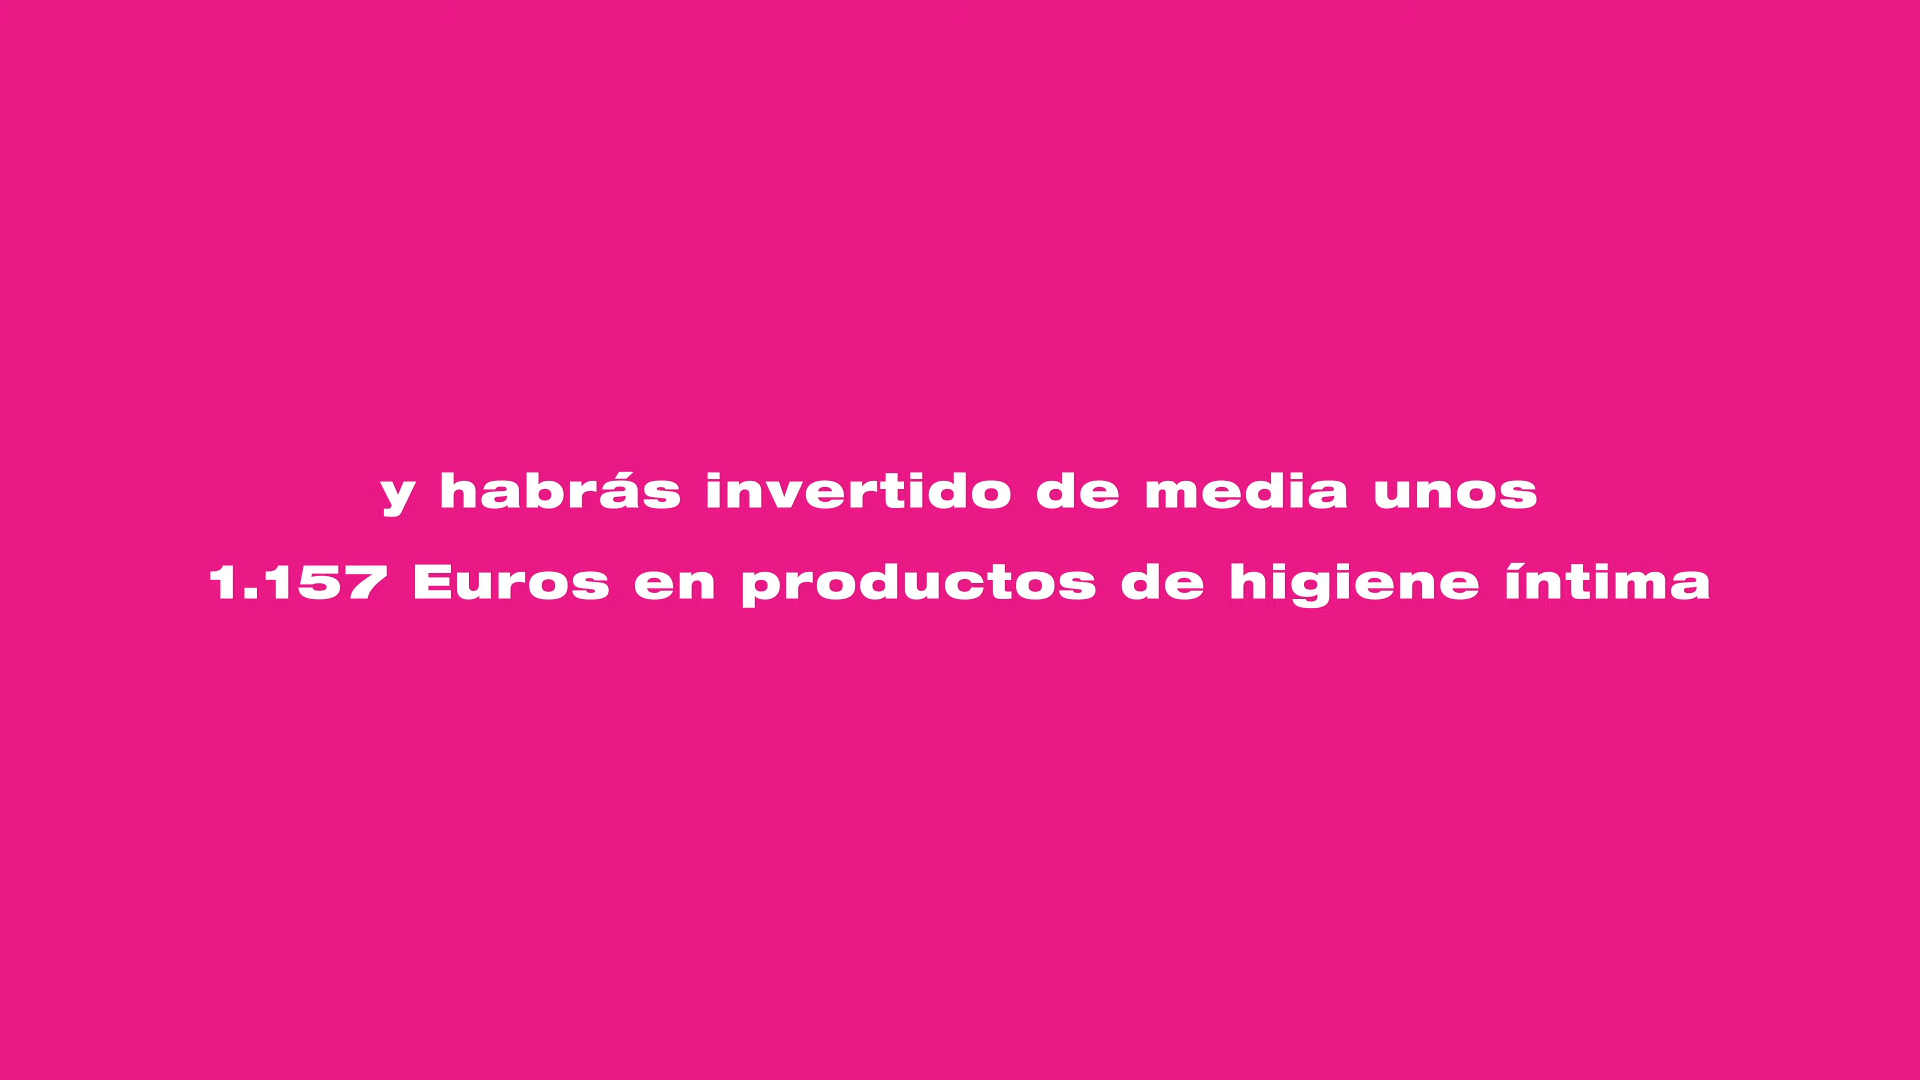 y habrás invertido de media unos
1.157 Euros en productos de higiene íntima